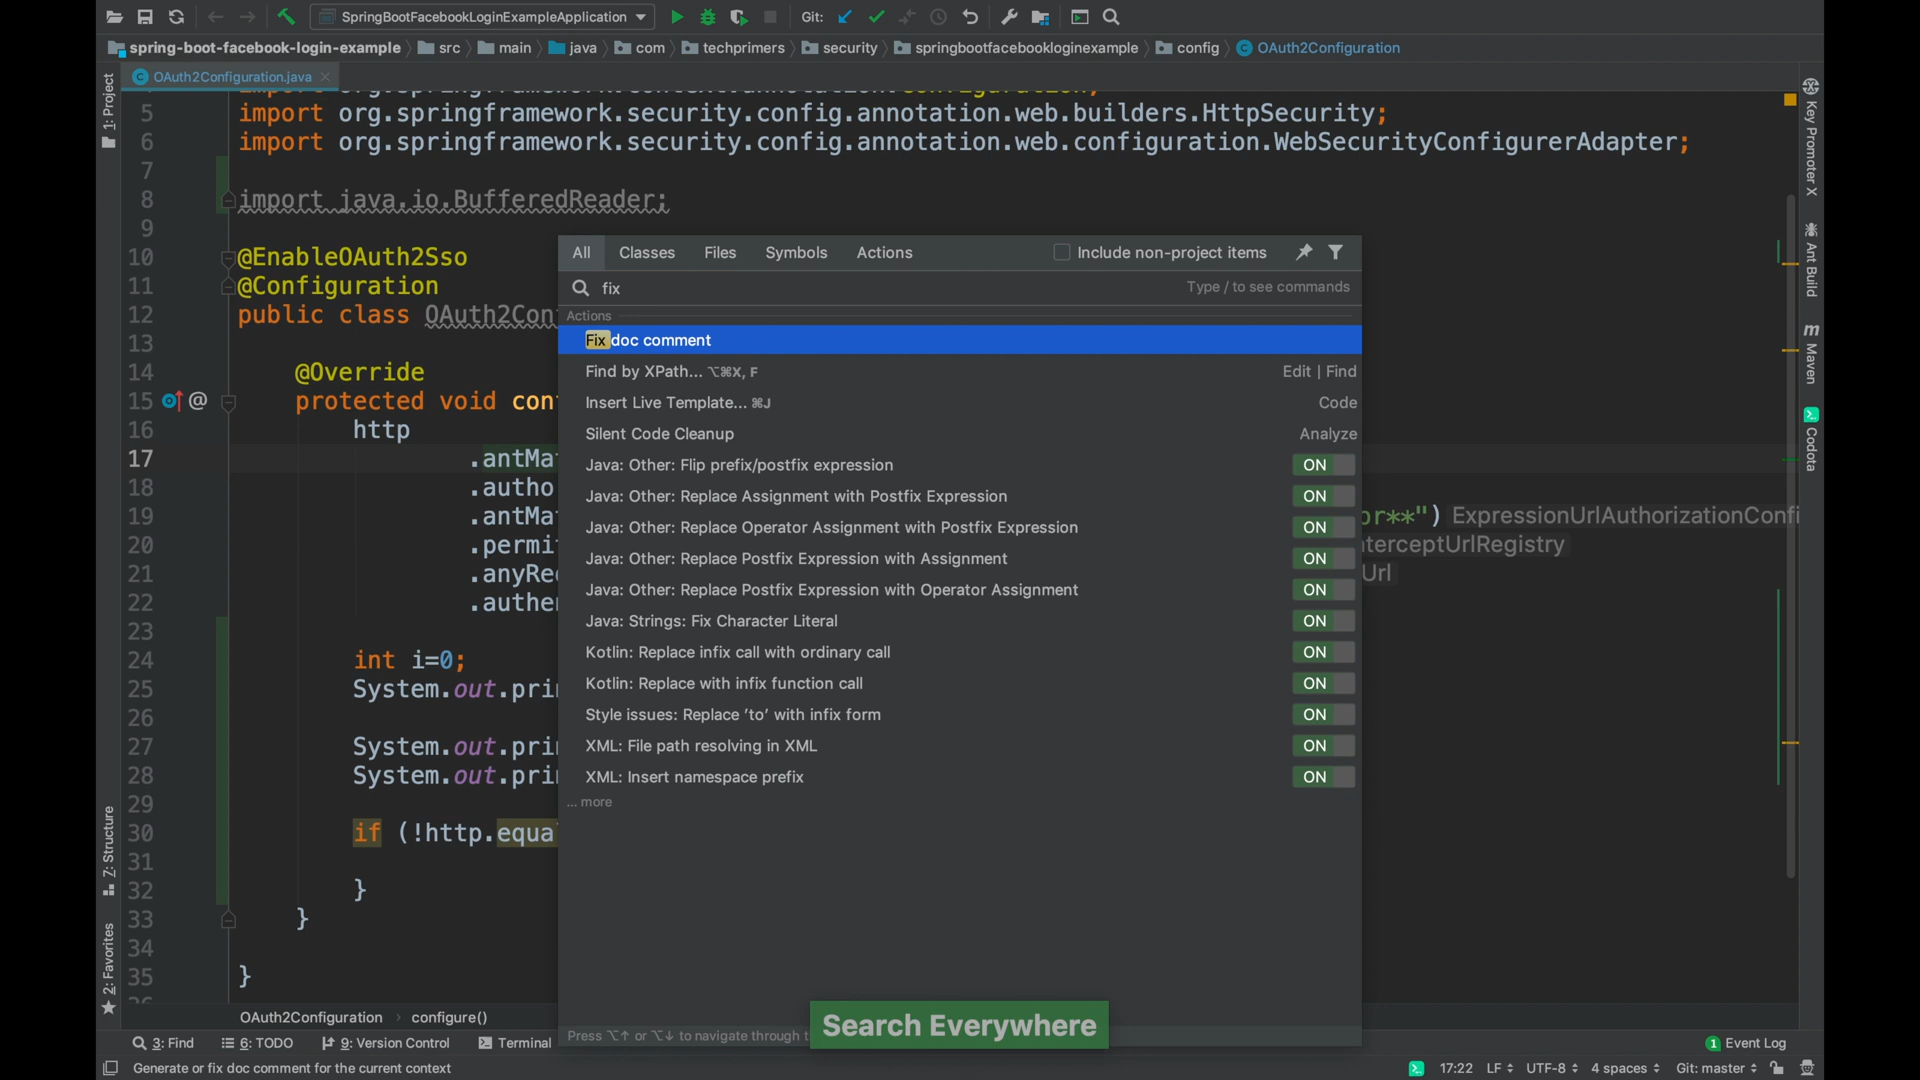 SpringBootFacebookLoginExampleApplication
Git:
spring-boot-facebook-login-example
src
main
java
com
techprimers
security
springbootfacebookloginexample
config
OAuth2Configuration
1: Project
OAuth2Configuration.java
Key Promoter X
Ant Build
Maven
Codota
5 import org.springframework.security.config.annotation.web.builders.HttpSecurity;
6 import org.springframework.security.config.annotation.web.configuration.WebSecurityConfigurerAdapter;
7
8 import java.io.BufferedReader;
9
10 @EnableOAuth2Sso
11 @Configuration
12 public class OAuth2Con
13
14 @Override
15 @ protected void con
16 http
17 .antMa
18 .autho
19 .antMa
20 .permi
21 .anyRe
22 .authe
23
24 int i=0;
25 System.out.pri
26
27 System.out.pri
28 System.out.pri
29
30 if (!http.equa
31
32 }
33 }
34
35 }
or**") ExpressionUrlAuthorizationConfi
terceptUrlRegistry
Url
All
Classes
Files
Symbols
Actions
Include non-project items
fix
Type / to see commands
Actions
Fix doc comment
Find by XPath... ⌥⌘X, F Edit | Find
Insert Live Template... ⌘J Code
Silent Code Cleanup Analyze
Java: Other: Flip prefix/postfix expression ON
Java: Other: Replace Assignment with Postfix Expression ON
Java: Other: Replace Operator Assignment with Postfix Expression ON
Java: Other: Replace Postfix Expression with Assignment ON
Java: Other: Replace Postfix Expression with Operator Assignment ON
Java: Strings: Fix Character Literal ON
Kotlin: Replace infix call with ordinary call ON
Kotlin: Replace with infix function call ON
Style issues: Replace 'to' with infix form ON
XML: File path resolving in XML ON
XML: Insert namespace prefix ON
... more
Press ⌥↑ or ⌥↓ to navigate through
Search Everywhere
Z: Structure
2: Favorites
OAuth2Configuration
configure()
3: Find
6: TODO
9: Version Control
Terminal
1 Event Log
Generate or fix doc comment for the current context
17:22
LF
UTF-8
4 spaces
Git: master